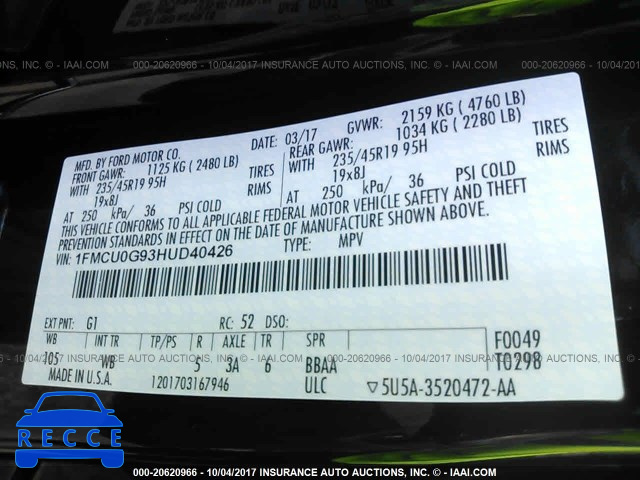 - IAAI.COM 000-20620966 - 10/04/2017 INSURANCE AUTO AUCTIONS, INC. - IAAI.COM 000-20620966 - 10/04/2017 INSURANCE
MFD. BY FORD MOTOR CO.
DATE: 03/17 GVWR: 2159 KG ( 4760 LB)
FRONT GAWR: 1125 KG ( 2480 LB) REAR GAWR: 1034 KG ( 2280 LB)
WITH 235/45R19 95H TIRES WITH 235/45R19 95H TIRES
19x8J RIMS 19x8J RIMS
AT 250 kPa/ 36 PSI COLD AT 250 kPa/ 36 PSI COLD
THIS VEHICLE CONFORMS TO ALL APPLICABLE FEDERAL MOTOR VEHICLE SAFETY AND THEFT
PREVENTION STANDARDS IN EFFECT ON THE DATE OF MANUFACTURE SHOWN ABOVE.
VIN: 1FMCU0G93HUD40426 TYPE: MPV
EXT PNT: G1 RC: 52 DSO:
WB INT TR TP/PS R AXLE TR SPR F0049
105 WB 5 3A 6 BBAA T0298
MADE IN U.S.A. 1201703167946 ULC ▽5U5A-3520472-AA
RECCE
000-20620966 - 10/04/2017 INSURANCE AUTO AUCTIONS, INC. - IAAI.COM